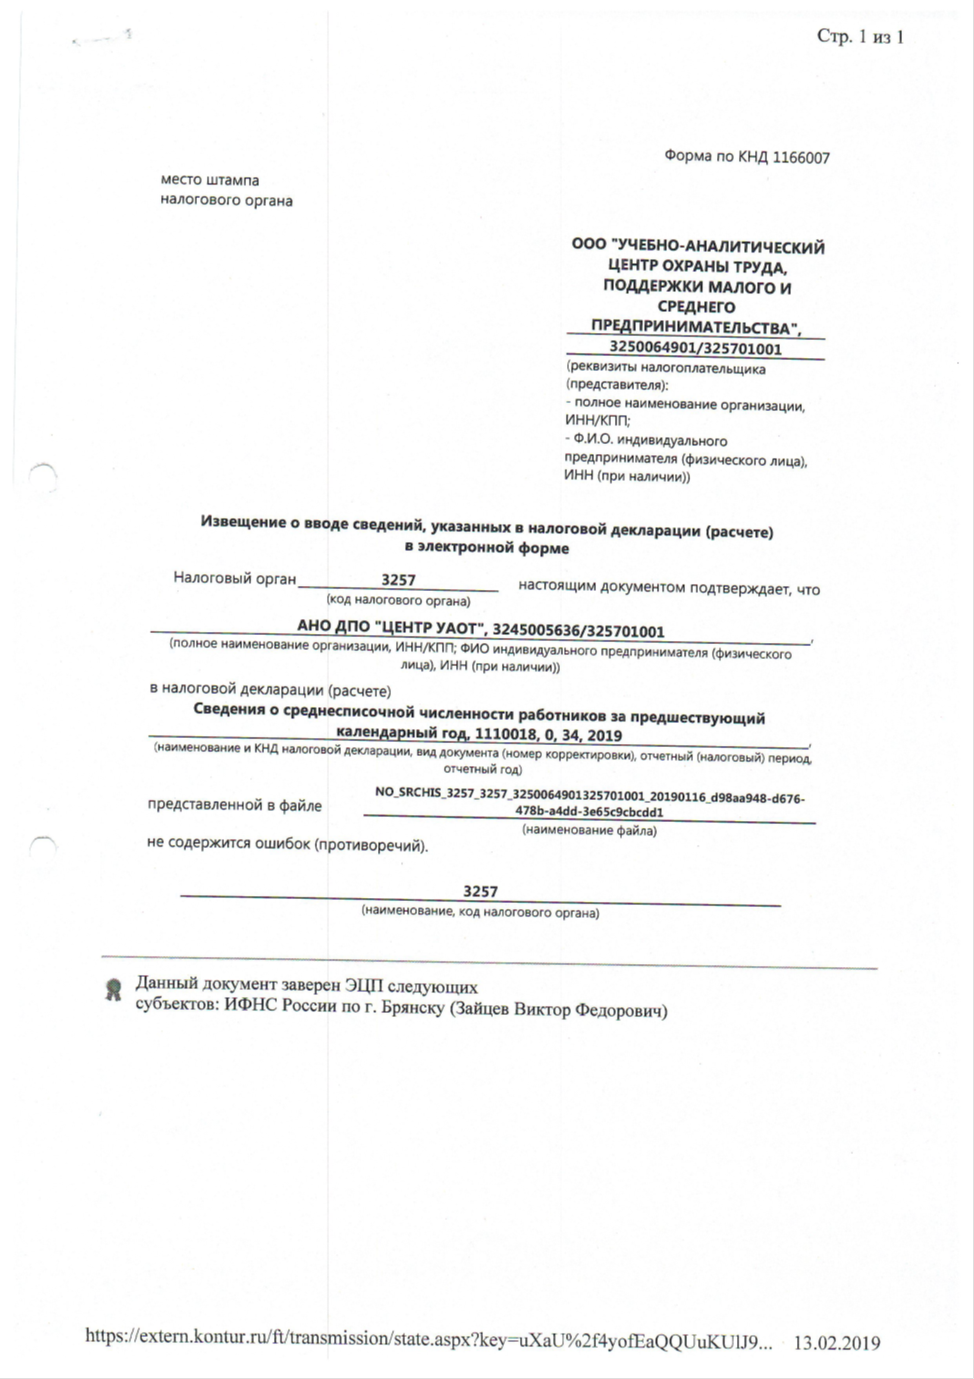 Стр. 1 из 1
Форма по КНД 1166007
место штампа
налогового органа
ООО "УЧЕБНО-АНАЛИТИЧЕСКИЙ
ЦЕНТР ОХРАНЫ ТРУДА,
ПОДДЕРЖКИ МАЛОГО И
СРЕДНЕГО
ПРЕДПРИНИМАТЕЛЬСТВА",
3250064901/325701001
(реквизиты налогоплательщика
(представителя):
- полное наименование организации,
ИНН/КПП;
- Ф.И.О. индивидуального
предпринимателя (физического лица),
ИНН (при наличии))
Извещение о вводе сведений, указанных в налоговой декларации (расчете)
в электронной форме
Налоговый орган 3257 настоящим документом подтверждает, что
(код налогового органа)
АНО ДПО "ЦЕНТР УАОТ", 3245005636/325701001,
(полное наименование организации, ИНН/КПП; ФИО индивидуального предпринимателя (физического
лица), ИНН (при наличии))
в налоговой декларации (расчете)
Сведения о среднесписочной численности работников за предшествующий
календарный год, 1110018, 0, 34, 2019,
(наименование и КНД налоговой декларации, вид документа (номер корректировки), отчетный (налоговый) период,
отчетный год)
NO_SRCHIS_3257_3257_3250064901325701001_20190116_d98aa948-d676-
представленной в файле 478b-a4dd-3e65c9cbcdd1
(наименование файла)
не содержится ошибок (противоречий).
3257
(наименование, код налогового органа)
Данный документ заверен ЭЦП следующих
субъектов: ИФНС России по г. Брянску (Зайцев Виктор Федорович)
https://extern.kontur.ru/ft/transmission/state.aspx?key=uXaU%2f4yofEaQQUuKUlJ9... 13.02.2019